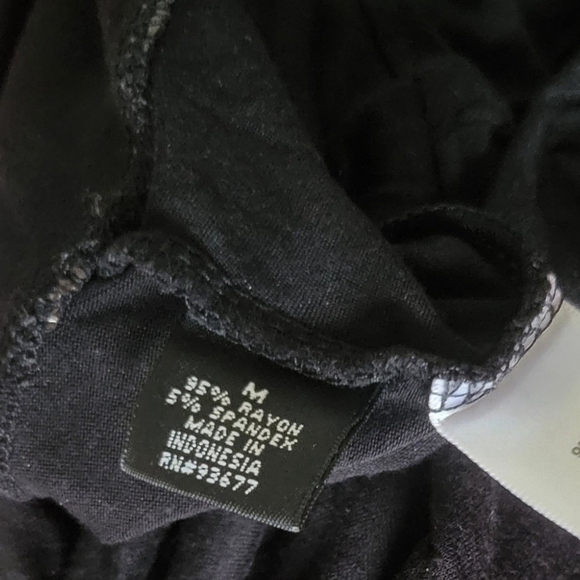 M
95% RAYON
5% SPANDEX
MADE IN
INDONESIA
RN#93677